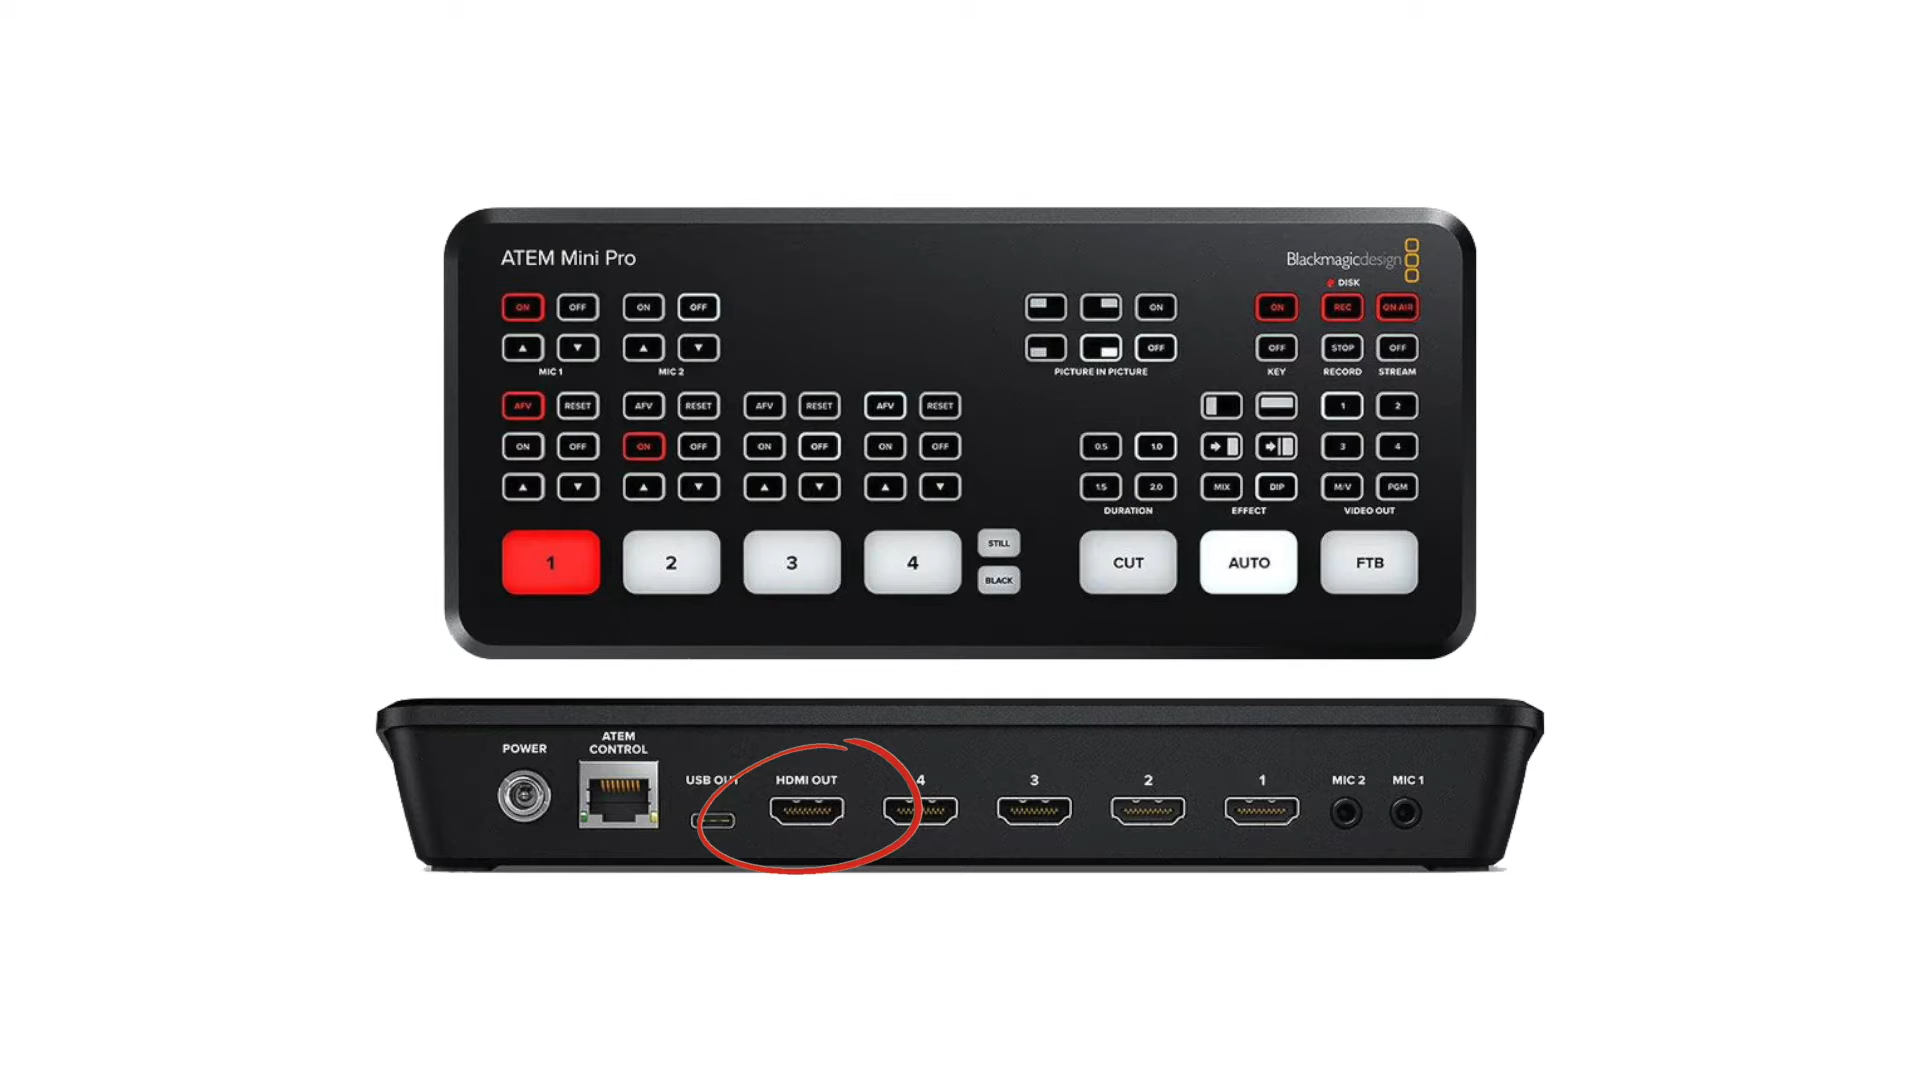 ATEM Mini Pro
Blackmagicdesign
DISK
ON OFF ON OFF ON ON REC ON AIR
OFF OFF STOP OFF
MIC 1 MIC 2 PICTURE IN PICTURE KEY RECORD STREAM
AFV RESET AFV RESET AFV RESET AFV RESET 1 2
ON OFF ON OFF ON OFF ON OFF 0.5 1.0 3 4
1.5 2.0 MIX DIP M/V PGM
DURATION EFFECT VIDEO OUT
STILL
1 2 3 4 CUT AUTO FTB
BLACK
ATEM
POWER CONTROL
USB OUT HDMI OUT 4 3 2 1 MIC 2 MIC 1